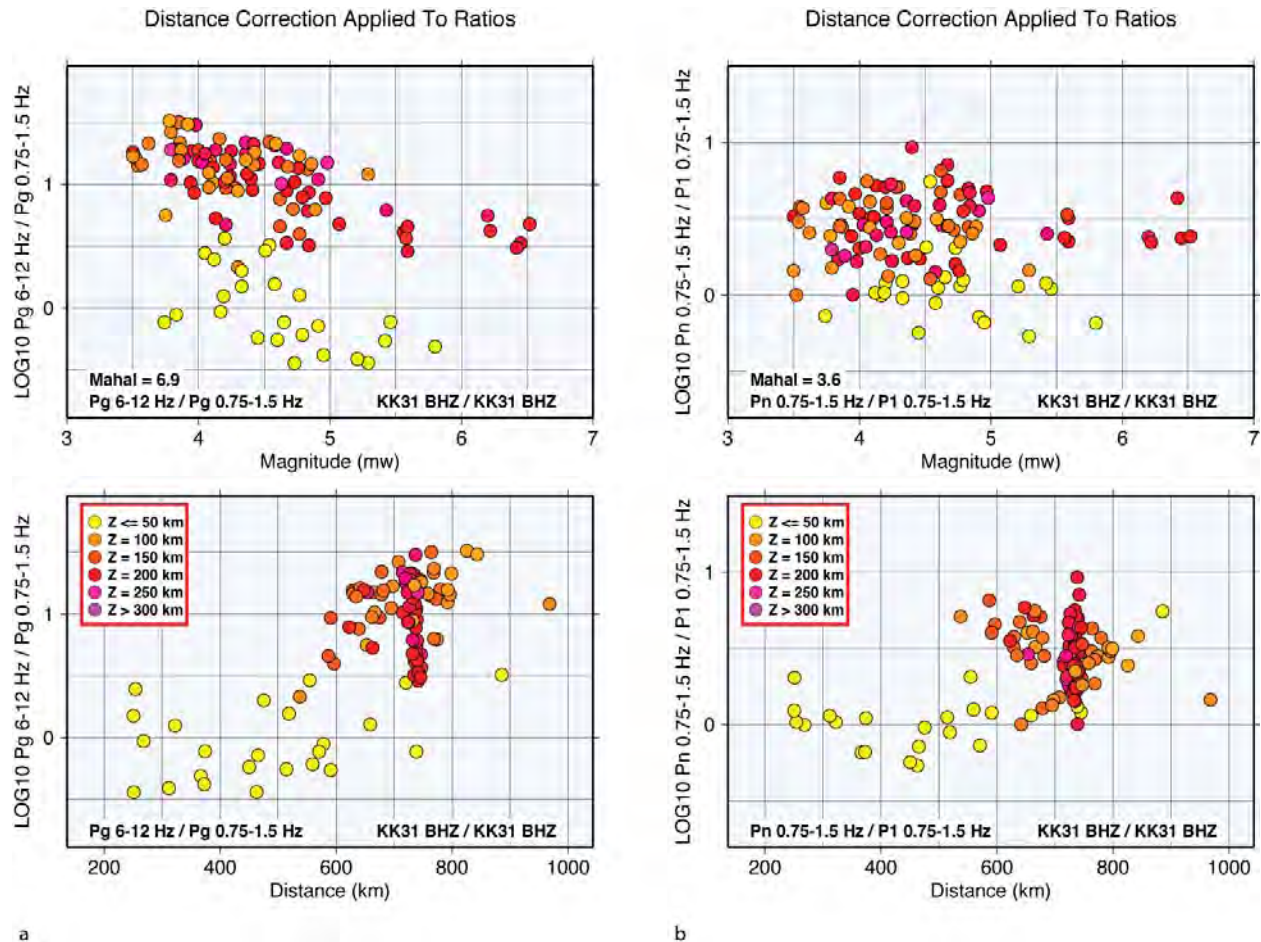 Distance Correction Applied To Ratios
LOG10 Pg 6-12 Hz / Pg 0.75-1.5 Hz
1
0
Mahal = 6.9
Pg 6-12 Hz / Pg 0.75-1.5 Hz KK31 BHZ / KK31 BHZ
3 4 5 6 7
Magnitude (mw)
LOG10 Pg 6-12 Hz / Pg 0.75-1.5 Hz
Z <= 50 km
Z = 100 km
Z = 150 km
Z = 200 km
Z = 250 km
Z > 300 km
1
0
Pg 6-12 Hz / Pg 0.75-1.5 Hz KK31 BHZ / KK31 BHZ
200 400 600 800 1000
Distance (km)
a
Distance Correction Applied To Ratios
LOG10 Pn 0.75-1.5 Hz / P1 0.75-1.5 Hz
1
0
Mahal = 3.6
Pn 0.75-1.5 Hz / P1 0.75-1.5 Hz KK31 BHZ / KK31 BHZ
3 4 5 6 7
Magnitude (mw)
LOG10 Pn 0.75-1.5 Hz / P1 0.75-1.5 Hz
Z <= 50 km
Z = 100 km
Z = 150 km
Z = 200 km
Z = 250 km
Z > 300 km
1
0
Pn 0.75-1.5 Hz / P1 0.75-1.5 Hz KK31 BHZ / KK31 BHZ
200 400 600 800 1000
Distance (km)
b